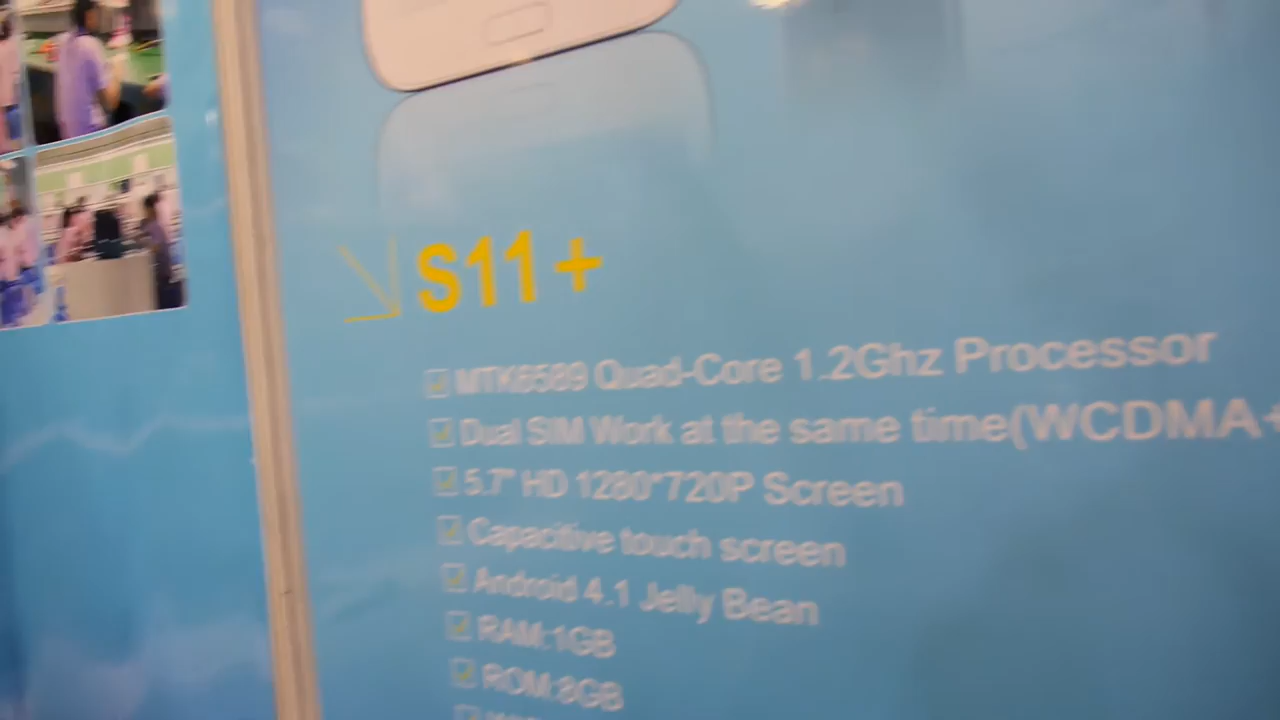 S11+
MTK6589 Quad-Core 1.2Ghz Processor
Dual SIM Work at the same time(WCDMA+
5.7" HD 1280*720P Screen
Capacitive touch screen
Android 4.1 Jelly Bean
RAM:1GB
ROM:8GB